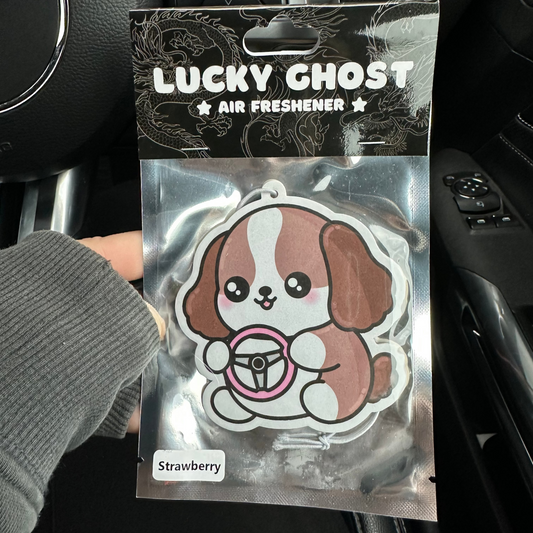 LUCKY GHOST
★ AIR FRESHENER ★
Strawberry